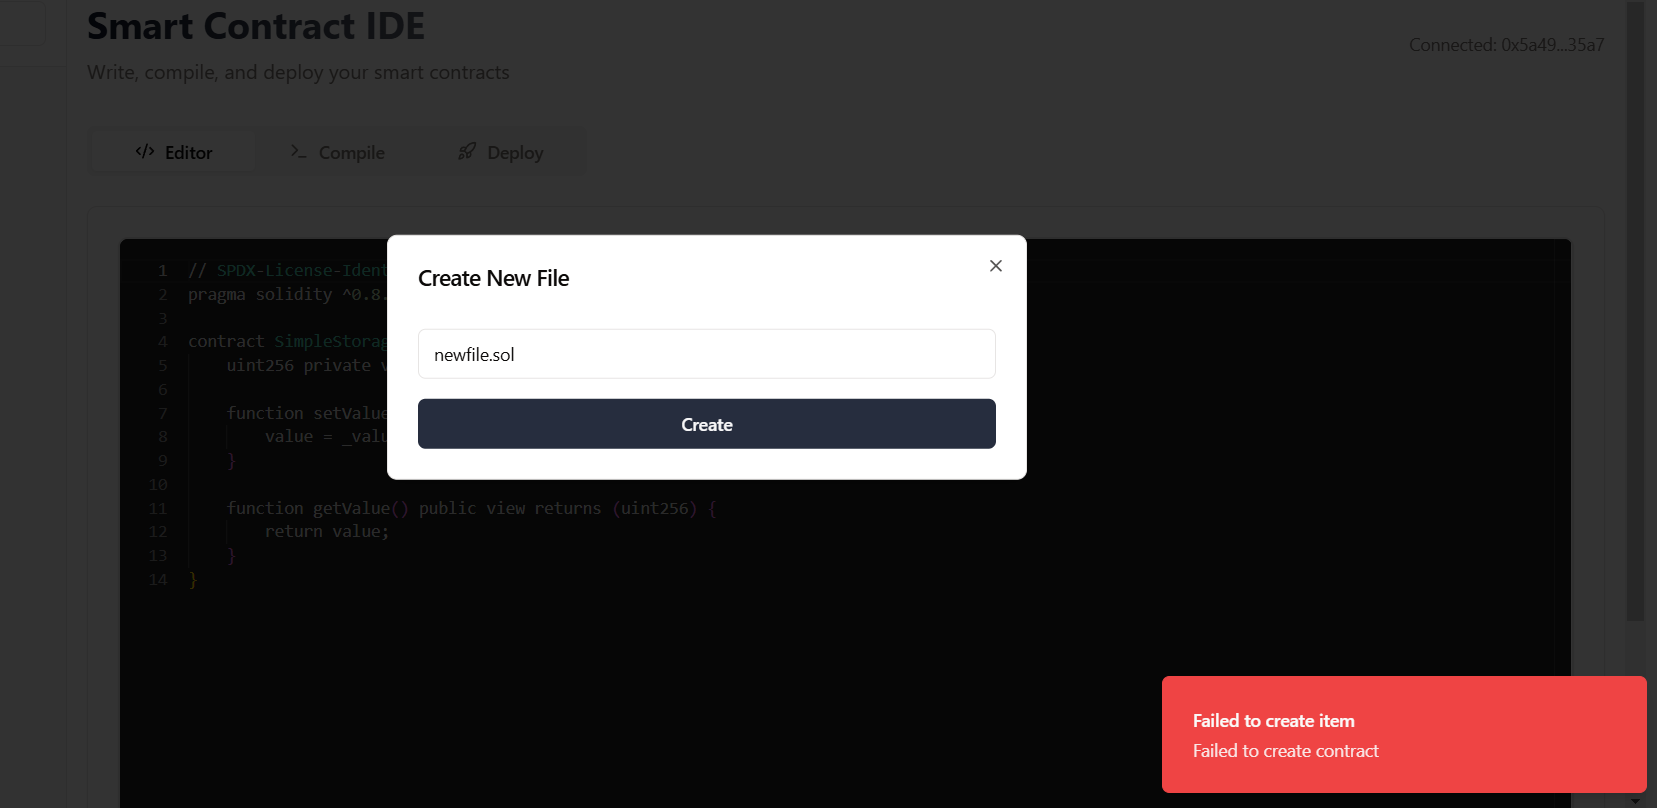 Smart Contract IDE
Connected: 0x5a49...35a7
Write, compile, and deploy your smart contracts
</> Editor
>_ Compile
Deploy
Create New File
newfile.sol
Create
1 // SPDX-License-Ident
2 pragma solidity ^0.8.
3
4 contract SimpleStorag
5 uint256 private v
6
7 function setValue
8 value = _valu
9 }
10
11 function getValue() public view returns (uint256) {
12 return value;
13 }
14 }
Failed to create item
Failed to create contract